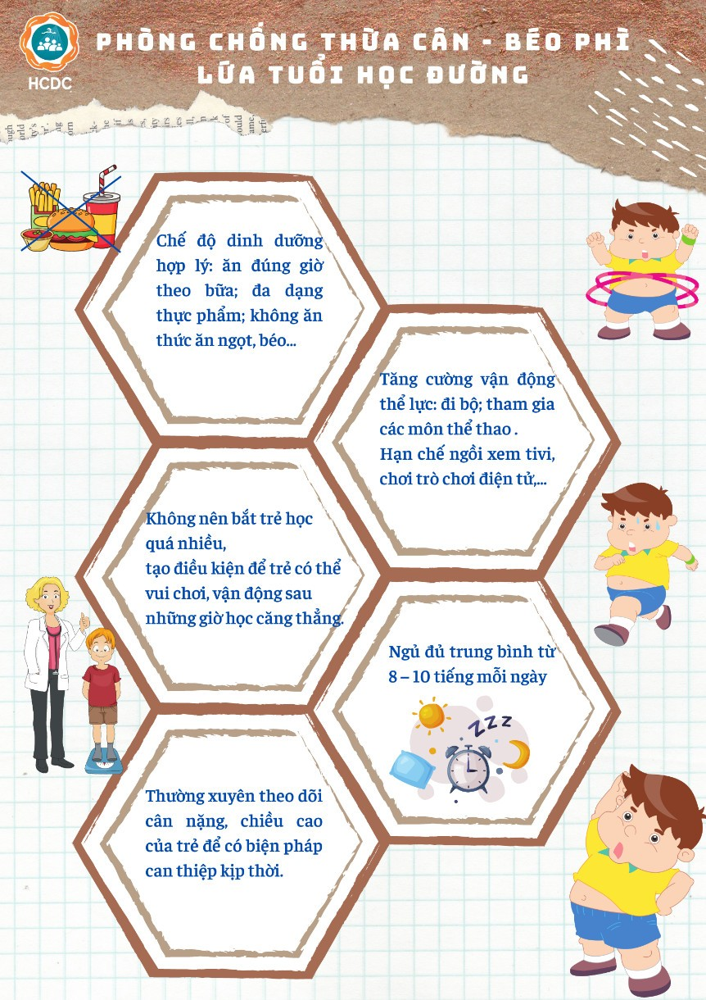 PHÒNG CHỐNG THỪA CÂN - BÉO PHÌ
LỨA TUỔI HỌC ĐƯỜNG
HCDC
Chế độ dinh dưỡng
hợp lý: ăn đúng giờ
theo bữa; đa dạng
thực phẩm; không ăn
thức ăn ngọt, béo...
Tăng cường vận động
thể lực: đi bộ; tham gia
các môn thể thao .
Hạn chế ngồi xem tivi,
chơi trò chơi điện tử,...
Không nên bắt trẻ học
quá nhiều,
tạo điều kiện để trẻ có thể
vui chơi, vận động sau
những giờ học căng thẳng.
Ngủ đủ trung bình từ
8 – 10 tiếng mỗi ngày
ZZZ
Thường xuyên theo dõi
cân nặng, chiều cao
của trẻ để có biện pháp
can thiệp kịp thời.